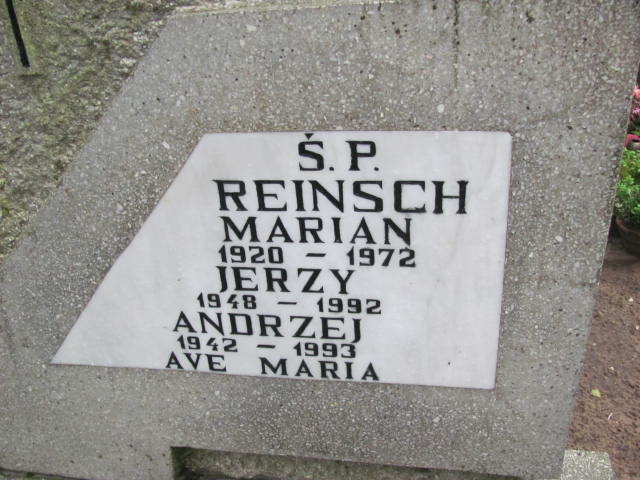 Ś. P.
REINSCH
MARIAN
1920 – 1972
JERZY
1948 – 1992
ANDRZEJ
1942 – 1993
AVE MARIA